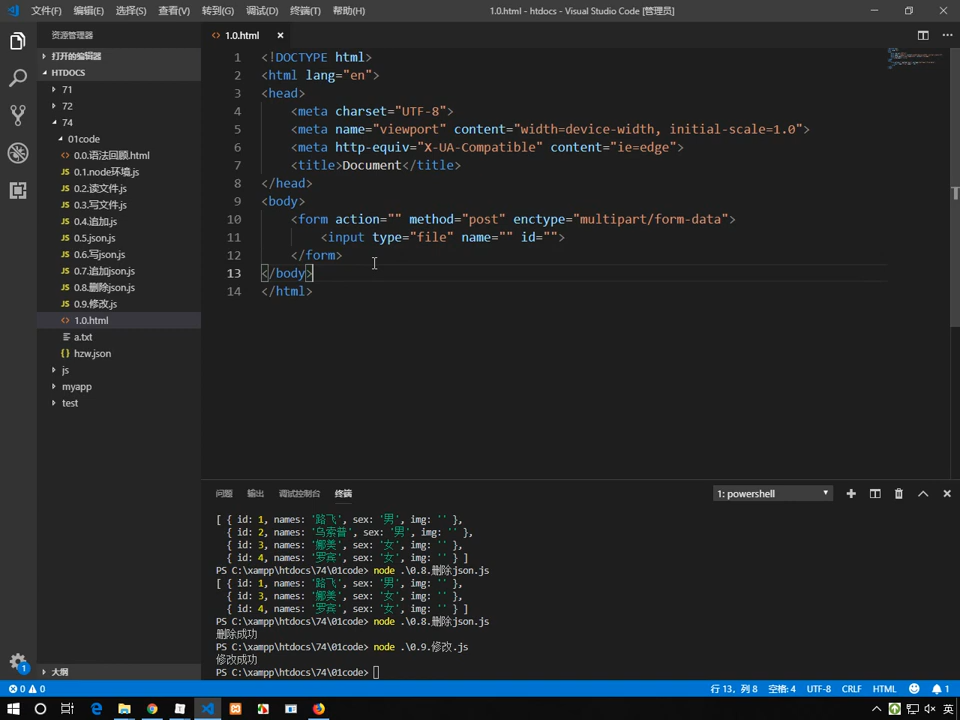 文件(F) 编辑(E) 选择(S) 查看(V) 转到(G) 调试(D) 终端(T) 帮助(H) 1.0.html - htdocs - Visual Studio Code [管理员]
资源管理器
打开的编辑器
HTDOCS
71
72
74
01code
0.0.语法回顾.html
0.1.node环境.js
0.2.读文件.js
0.3.写文件.js
0.4.追加.js
0.5.json.js
0.6.写json.js
0.7.追加json.js
0.8.删除json.js
0.9.修改.js
1.0.html
a.txt
hzw.json
js
myapp
test
大纲
1.0.html
1 <!DOCTYPE html>
2 <html lang="en">
3 <head>
4 <meta charset="UTF-8">
5 <meta name="viewport" content="width=device-width, initial-scale=1.0">
6 <meta http-equiv="X-UA-Compatible" content="ie=edge">
7 <title>Document</title>
8 </head>
9 <body>
10 <form action="" method="post" enctype="multipart/form-data">
11 <input type="file" name="" id="">
12 </form>
13 </body>
14 </html>
问题 输出 调试控制台 终端 1: powershell
[ { id: 1, names: '路飞', sex: '男', img: '' },
{ id: 2, names: '乌索普', sex: '男', img: '' },
{ id: 3, names: '娜美', sex: '女', img: '' },
{ id: 4, names: '罗宾', sex: '女', img: '' } ]
PS C:\xampp\htdocs\74\01code> node .\0.8.删除json.js
[ { id: 1, names: '路飞', sex: '男', img: '' },
{ id: 3, names: '娜美', sex: '女', img: '' },
{ id: 4, names: '罗宾', sex: '女', img: '' } ]
PS C:\xampp\htdocs\74\01code> node .\0.8.删除json.js
删除成功
PS C:\xampp\htdocs\74\01code> node .\0.9.修改.js
修改成功
PS C:\xampp\htdocs\74\01code>
1
0 0 行 13，列 8 空格: 4 UTF-8 CRLF HTML 1
英